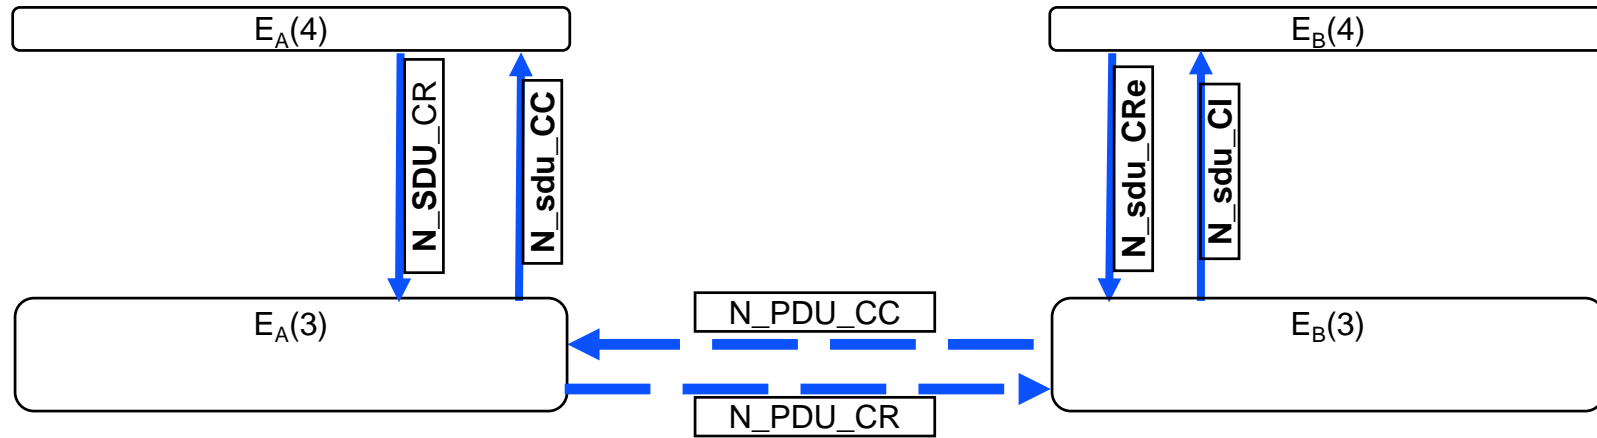 E_A(4)
E_B(4)
N_SDU_CR
N_sdu_CC
N_sdu_CRe
N_sdu_CI
E_A(3)
N_PDU_CC
E_B(3)
N_PDU_CR